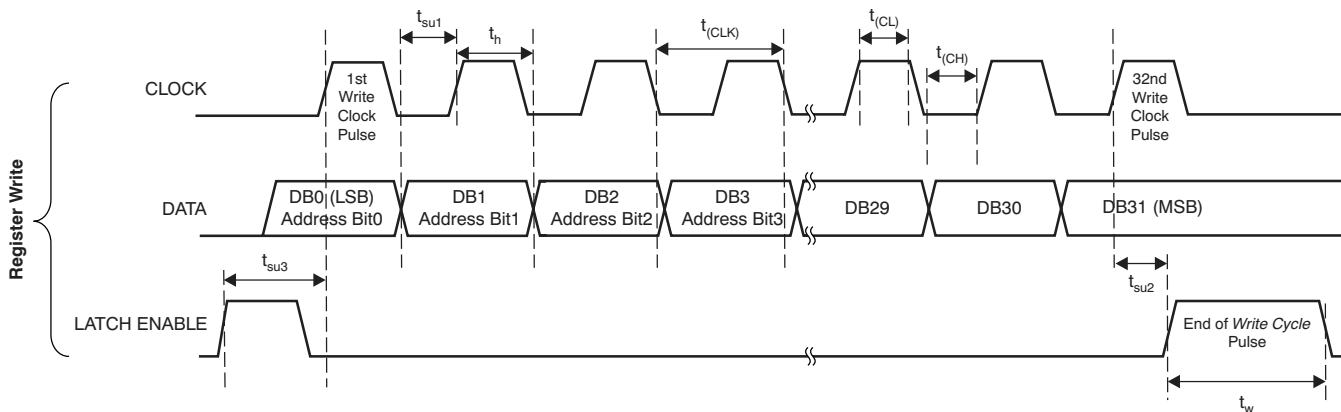 t(CL)
tsu1
th
t(CLK)
t(CH)
CLOCK
1st
Write
Clock
Pulse
32nd
Write
Clock
Pulse
Register Write
DATA
DB0 (LSB)
Address Bit0
DB1
Address Bit1
DB2
Address Bit2
DB3
Address Bit3
DB29
DB30
DB31 (MSB)
tsu3
tsu2
LATCH ENABLE
End of Write Cycle
Pulse
tw